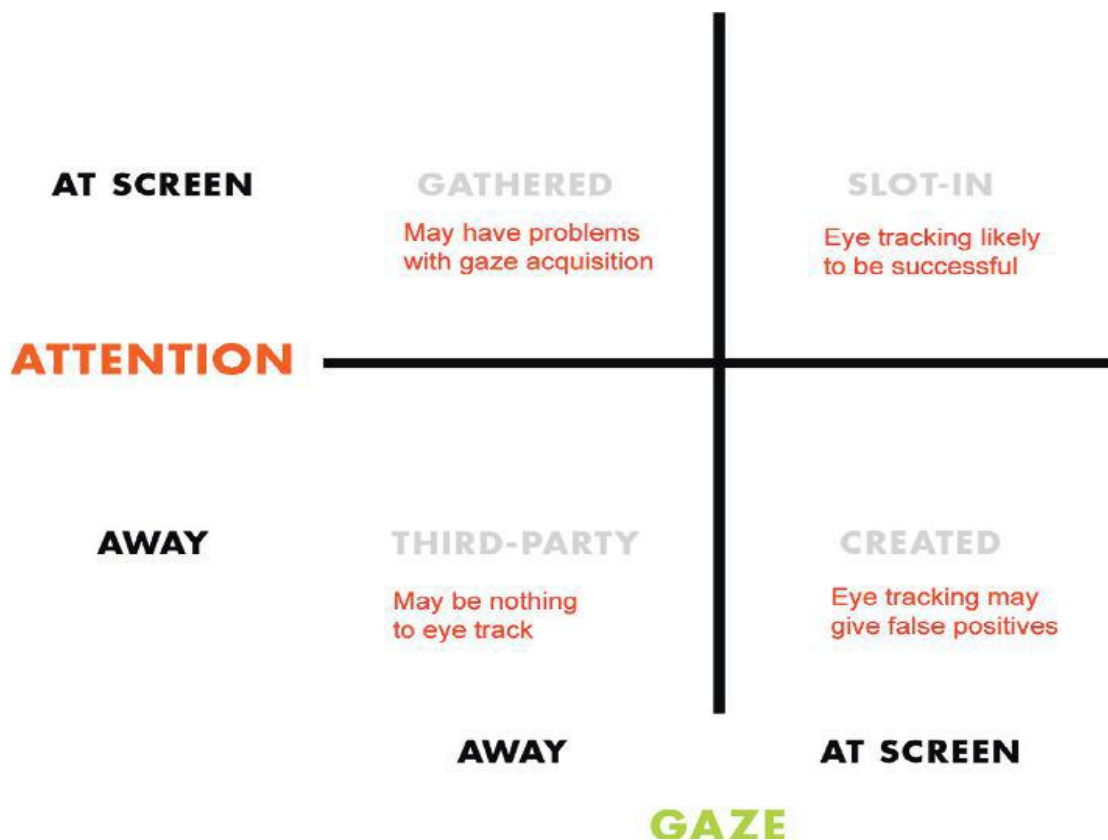 AT SCREEN
GATHERED
May have problems
with gaze acquisition
SLOT-IN
Eye tracking likely
to be successful
ATTENTION
AWAY
THIRD-PARTY
May be nothing
to eye track
CREATED
Eye tracking may
give false positives
AWAY
AT SCREEN
GAZE